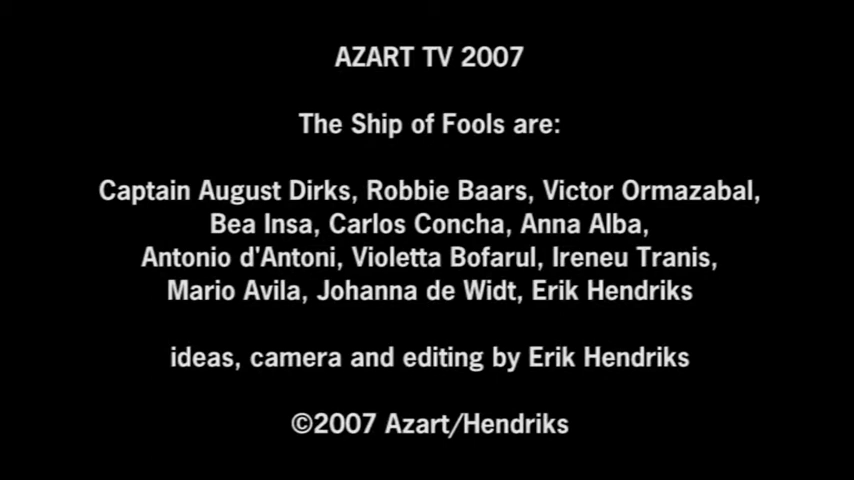 AZART TV 2007
The Ship of Fools are:
Captain August Dirks, Robbie Baars, Victor Ormazabal,
Bea Insa, Carlos Concha, Anna Alba,
Antonio d'Antoni, Violetta Bofarul, Ireneu Tranis,
Mario Avila, Johanna de Widt, Erik Hendriks
ideas, camera and editing by Erik Hendriks
©2007 Azart/Hendriks